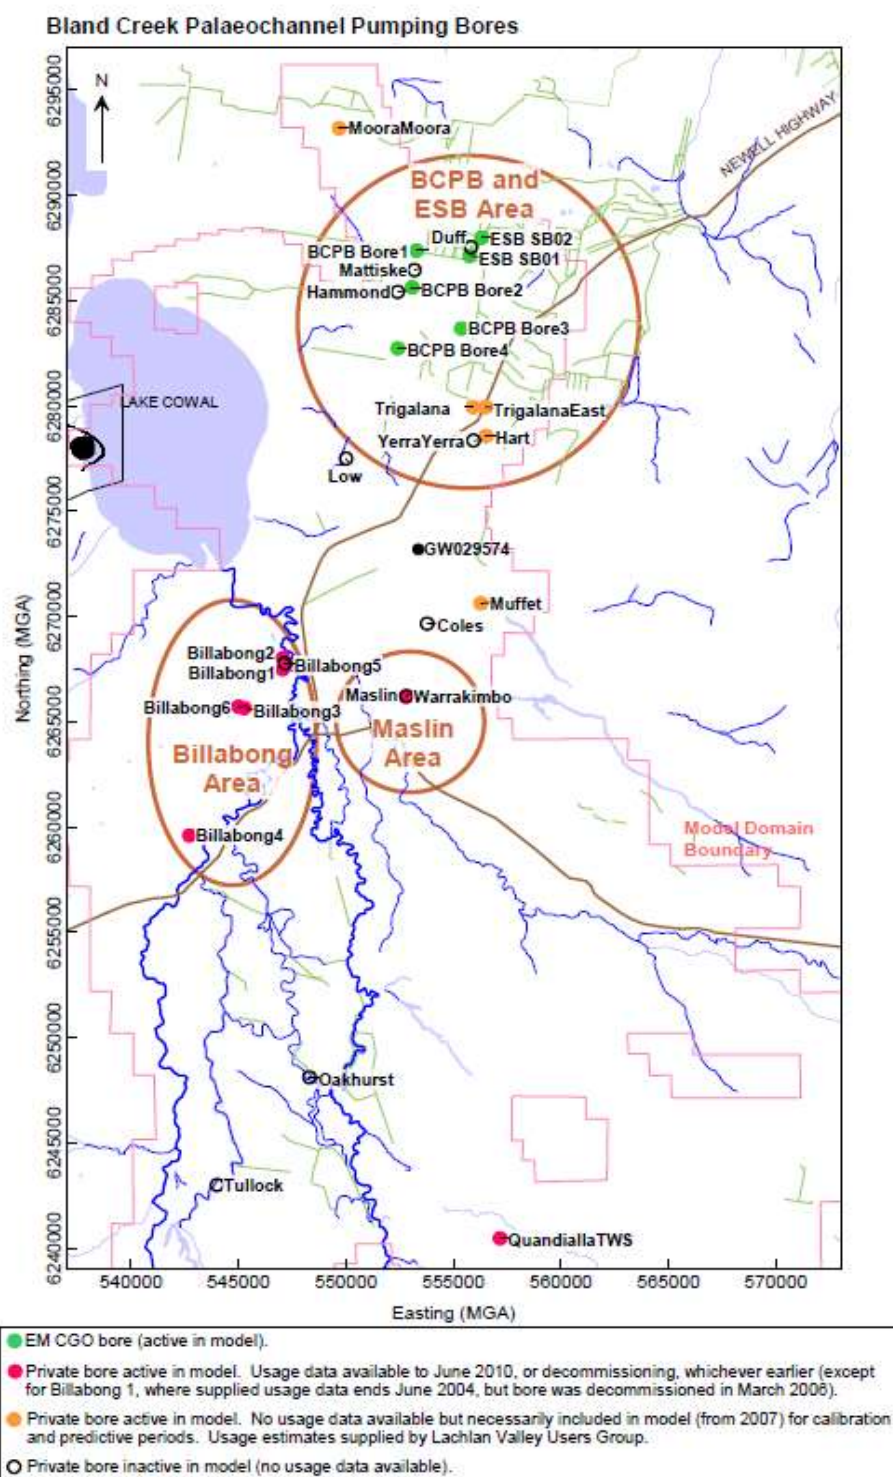 Bland Creek Palaeochannel Pumping Bores
6295000
N
MooraMoora
NEWELL HIGHWAY
BCPB and
ESB Area
6290000
Duff
ESB SB02
BCPB Bore1
ESB SB01
Mattiske
Hammond
BCPB Bore2
6285000
BCPB Bore3
BCPB Bore4
LAKE COWAL
6280000
Trigalana
TrigalanaEast
YerraYerra
Hart
Low
6275000
GW029574
6270000
Muffet
Coles
Northing (MGA)
Billabong2
Billabong1
Billabong5
Maslin
Warrakimbo
Billabong6
Billabong3
6265000
Maslin
Area
Billabong
Area
Model Domain
Boundary
6260000
Billabong4
6255000
6250000
Oakhurst
6245000
Tullock
QuandiallaTWS
6240000
540000
545000
550000
555000
560000
565000
570000
Easting (MGA)
EM CGO bore (active in model).
Private bore active in model. Usage data available to June 2010, or decommissioning, whichever earlier (except
for Billabong 1, where supplied usage data ends June 2004, but bore was decommissioned in March 2006).
Private bore active in model. No usage data available but necessarily included in model (from 2007) for calibration
and predictive periods. Usage estimates supplied by Lachlan Valley Users Group.
Private bore inactive in model (no usage data available).